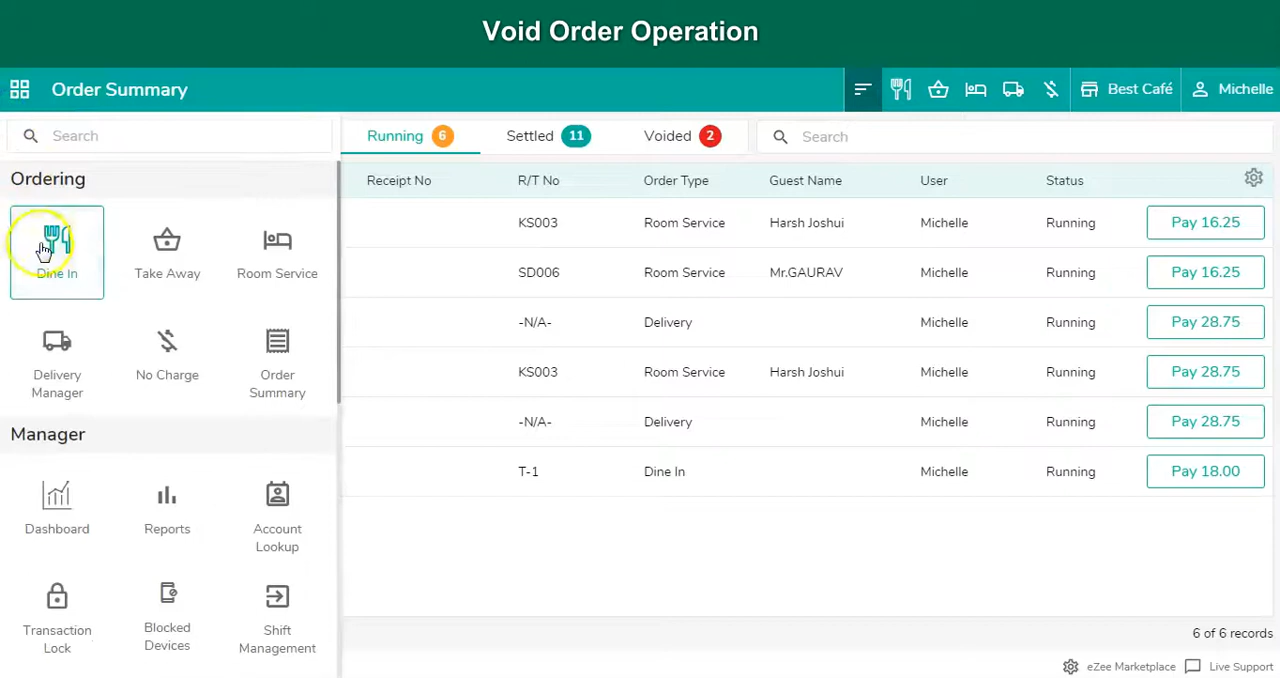 Void Order Operation
Order Summary
Best Café
Michelle
Search
Running 6
Settled 11
Voided 2
Search
Ordering
Dine In
Take Away
Room Service
Delivery
Manager
No Charge
Order
Summary
Manager
Dashboard
Reports
Account
Lookup
Transaction
Lock
Blocked
Devices
Shift
Management
Receipt No R/T No Order Type Guest Name User Status
KS003 Room Service Harsh Joshui Michelle Running Pay 16.25
SD006 Room Service Mr.GAURAV Michelle Running Pay 16.25
-N/A- Delivery Michelle Running Pay 28.75
KS003 Room Service Harsh Joshui Michelle Running Pay 28.75
-N/A- Delivery Michelle Running Pay 28.75
T-1 Dine In Michelle Running Pay 18.00
6 of 6 records
eZee Marketplace
Live Support